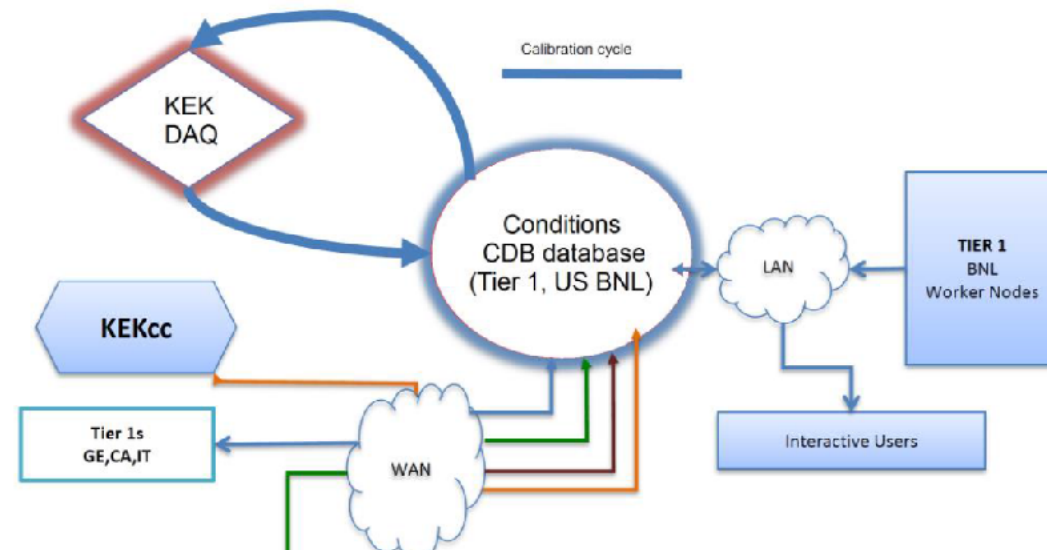 Calibration cycle
KEK
DAQ
Conditions
CDB database
(Tier 1, US BNL)
LAN
TIER 1
BNL
Worker Nodes
KEKcc
Tier 1s
GE,CA,IT
WAN
Interactive Users